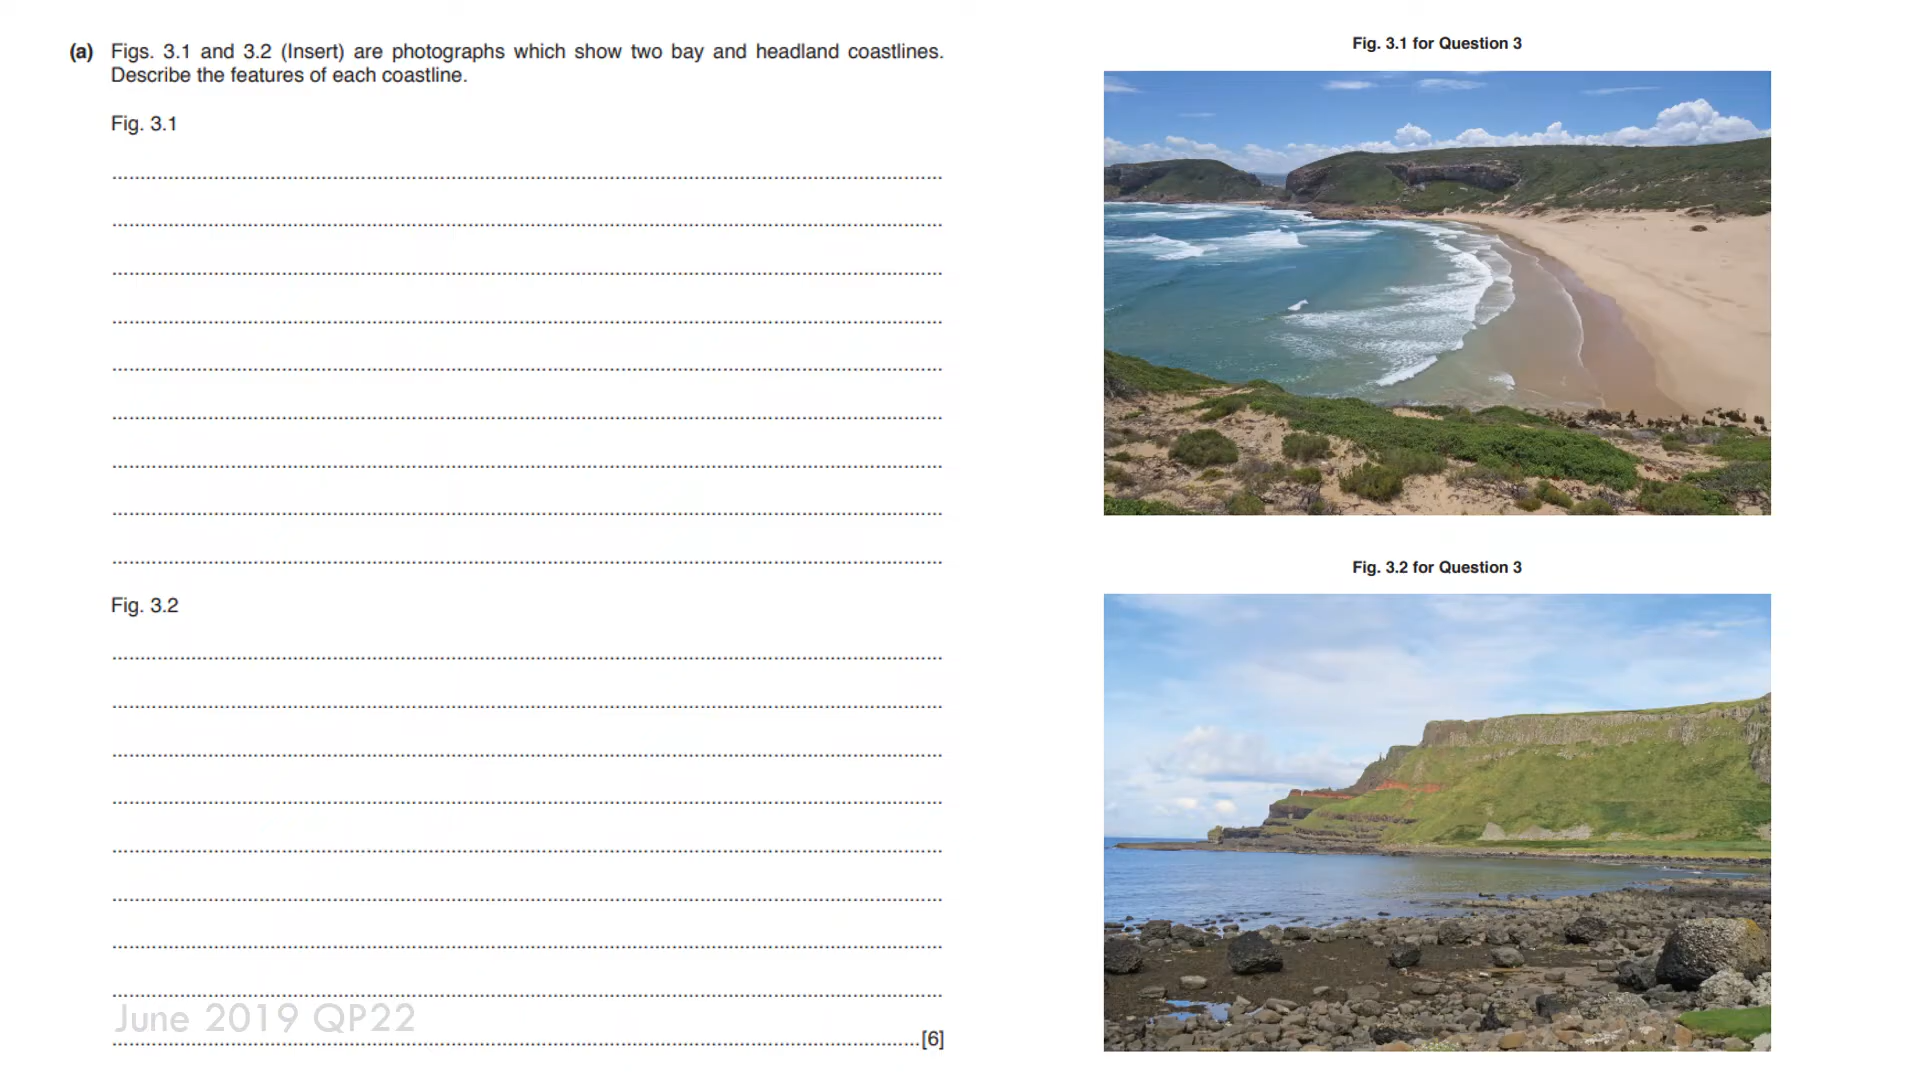 (a) Figs. 3.1 and 3.2 (Insert) are photographs which show two bay and headland coastlines.
Describe the features of each coastline.
Fig. 3.1
Fig. 3.2
June 2019 QP22
[6]
Fig. 3.1 for Question 3
Fig. 3.2 for Question 3